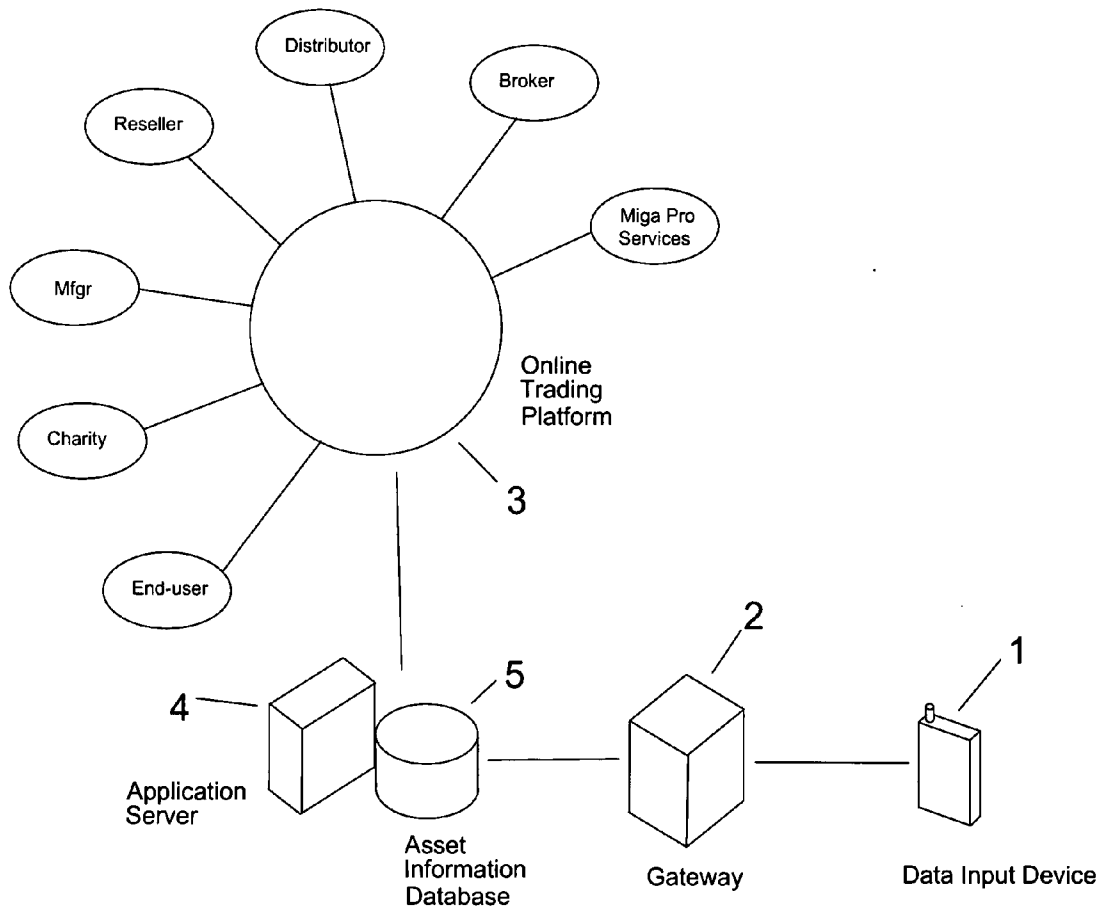 Distributor
Broker
Reseller
Miga Pro
Services
Mfgr
Online
Trading
Platform
Charity
3
End-user
2
1
5
4
Application
Server
Asset
Information
Database
Gateway
Data Input Device